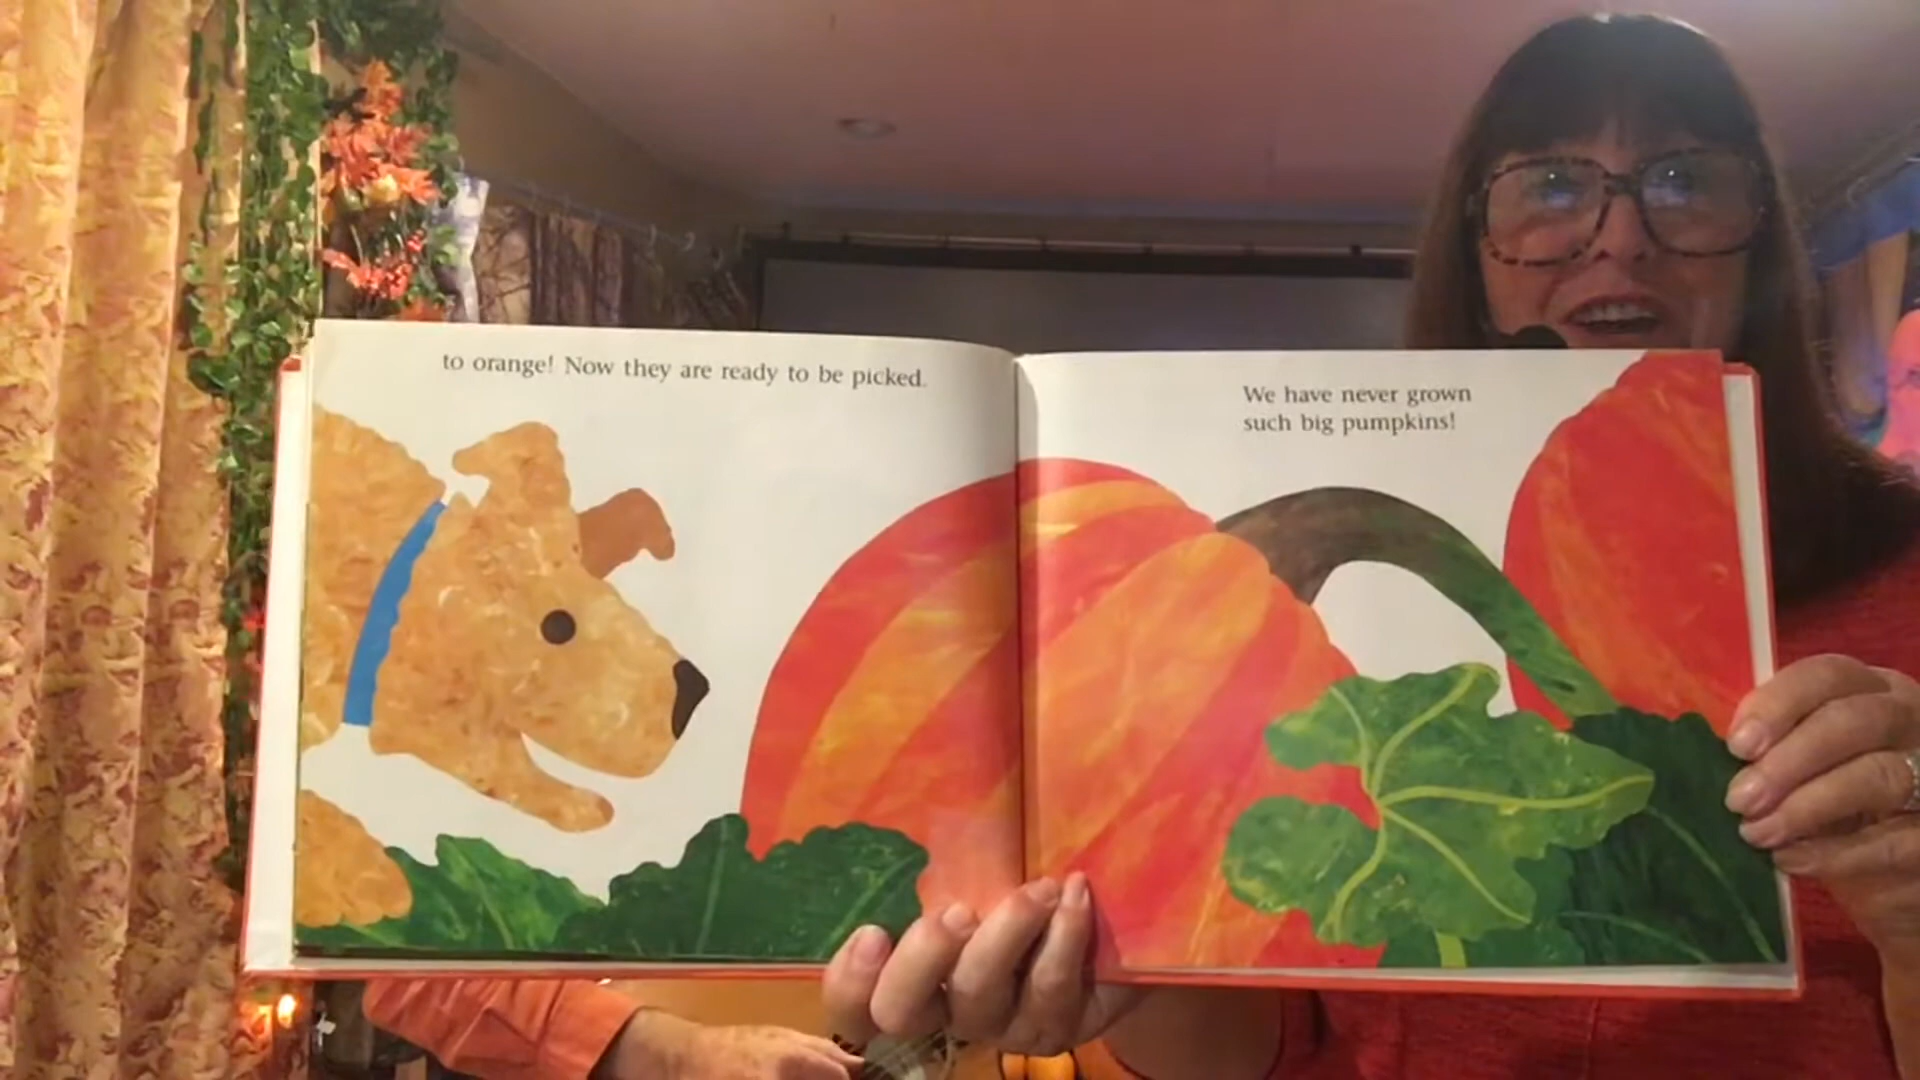 to orange! Now they are ready to be picked.
We have never grown
such big pumpkins!